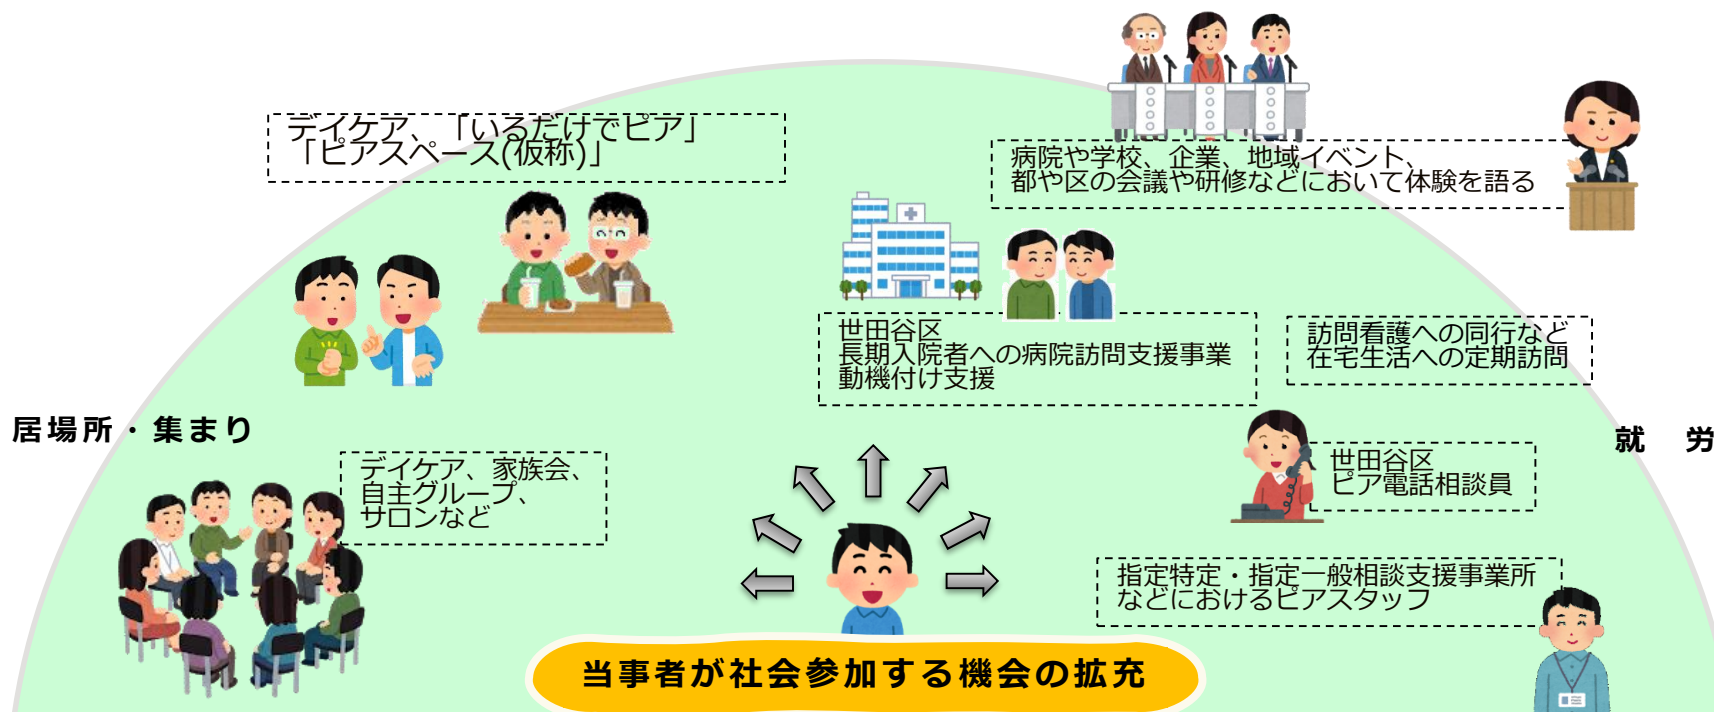 デイケア、「いるだけでピア」
「ピアスペース(仮称)」
病院や学校、企業、地域イベント、
都や区の会議や研修などにおいて体験を語る
世田谷区
長期入院者への病院訪問支援事業
動機付け支援
訪問看護への同行など
在宅生活への定期訪問
居場所・集まり
就　労
デイケア、家族会、
自主グループ、
サロンなど
世田谷区
ピア電話相談員
指定特定・指定一般相談支援事業所
などにおけるピアスタッフ
当事者が社会参加する機会の拡充